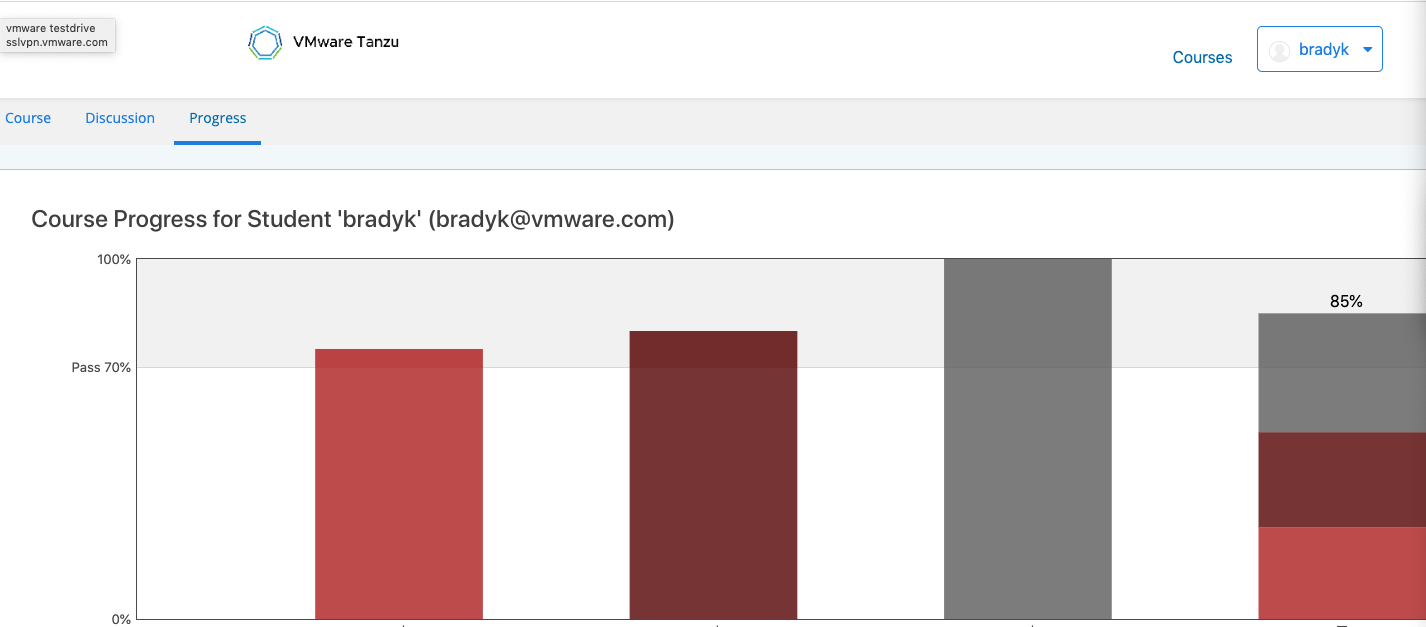 vmware testdrive
sslvpn.vmware.com
VMware Tanzu
Courses
bradyk
Course
Discussion
Progress
Course Progress for Student 'bradyk' (bradyk@vmware.com)
100%
85%
Pass 70%
0%